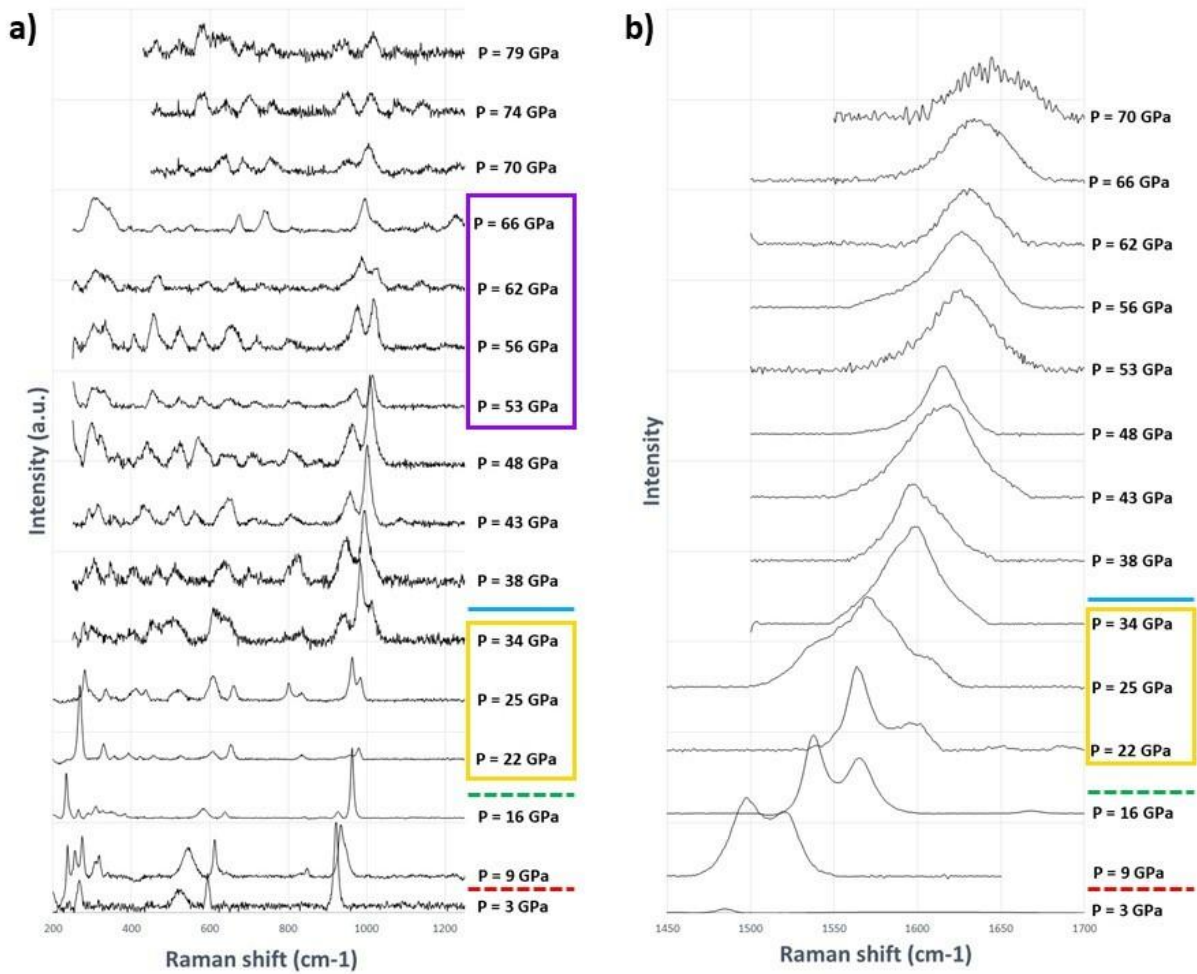 a)
P = 79 GPa
P = 74 GPa
P = 70 GPa
P = 66 GPa
P = 62 GPa
P = 56 GPa
P = 53 GPa
P = 48 GPa
P = 43 GPa
P = 38 GPa
P = 34 GPa
P = 25 GPa
P = 22 GPa
P = 16 GPa
P = 9 GPa
P = 3 GPa
Intensity (a.u.)
200 400 600 800 1000 1200
Raman shift (cm-1)
b)
P = 70 GPa
P = 66 GPa
P = 62 GPa
P = 56 GPa
P = 53 GPa
P = 48 GPa
P = 43 GPa
P = 38 GPa
P = 34 GPa
P = 25 GPa
P = 22 GPa
P = 16 GPa
P = 9 GPa
P = 3 GPa
Intensity
1450 1500 1550 1600 1650 1700
Raman shift (cm-1)